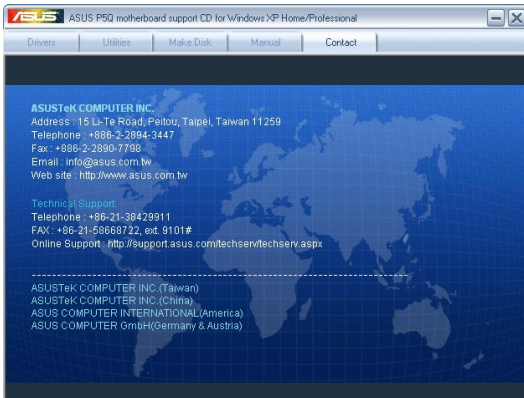 ASUS ASUS P5Q motherboard support CD for Windows XP Home/Professional
Drivers Utilities Make Disk Manual Contact
ASUSTeK COMPUTER INC.
Address : 15 Li-Te Road, Peitou, Taipei, Taiwan 11259
Telephone : +886-2-2894-3447
Fax : +886-2-2890-7798
Email : info@asus.com.tw
Web site : http://www.asus.com.tw
Technical Support
Telephone : +86-21-38429911
FAX : +86-21-58668722, ext. 9101#
Online Support : http://support.asus.com/techserv/techserv.aspx
ASUSTeK COMPUTER INC.(Taiwan)
ASUSTeK COMPUTER INC.(China)
ASUS COMPUTER INTERNATIONAL(America)
ASUS COMPUTER GmbH(Germany & Austria)